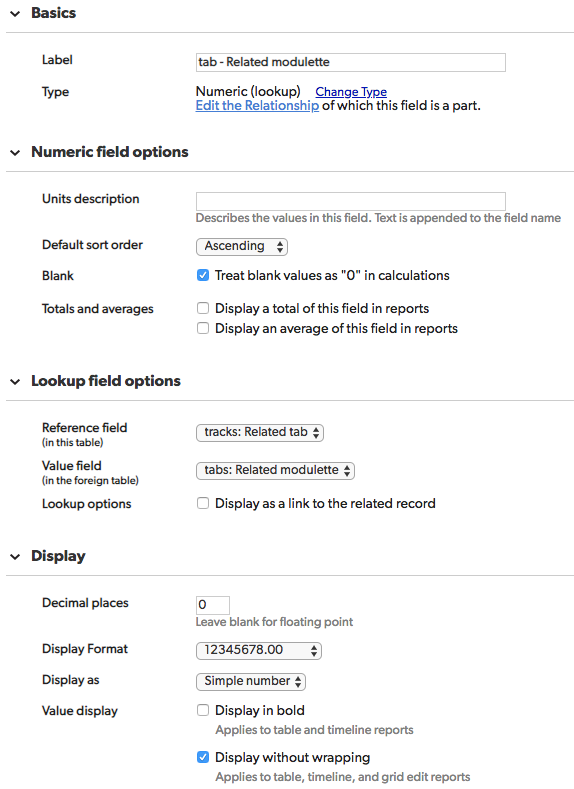 Basics
Label
tab - Related modulette
Type
Numeric (lookup) Change Type
Edit the Relationship of which this field is a part.
Numeric field options
Units description
Describes the values in this field. Text is appended to the field name
Default sort order
Ascending
Blank
Treat blank values as "0" in calculations
Totals and averages
Display a total of this field in reports
Display an average of this field in reports
Lookup field options
Reference field
(in this table)
tracks: Related tab
Value field
(in the foreign table)
tabs: Related modulette
Lookup options
Display as a link to the related record
Display
Decimal places
0
Leave blank for floating point
Display Format
12345678.00
Display as
Simple number
Value display
Display in bold
Applies to table and timeline reports
Display without wrapping
Applies to table, timeline, and grid edit reports